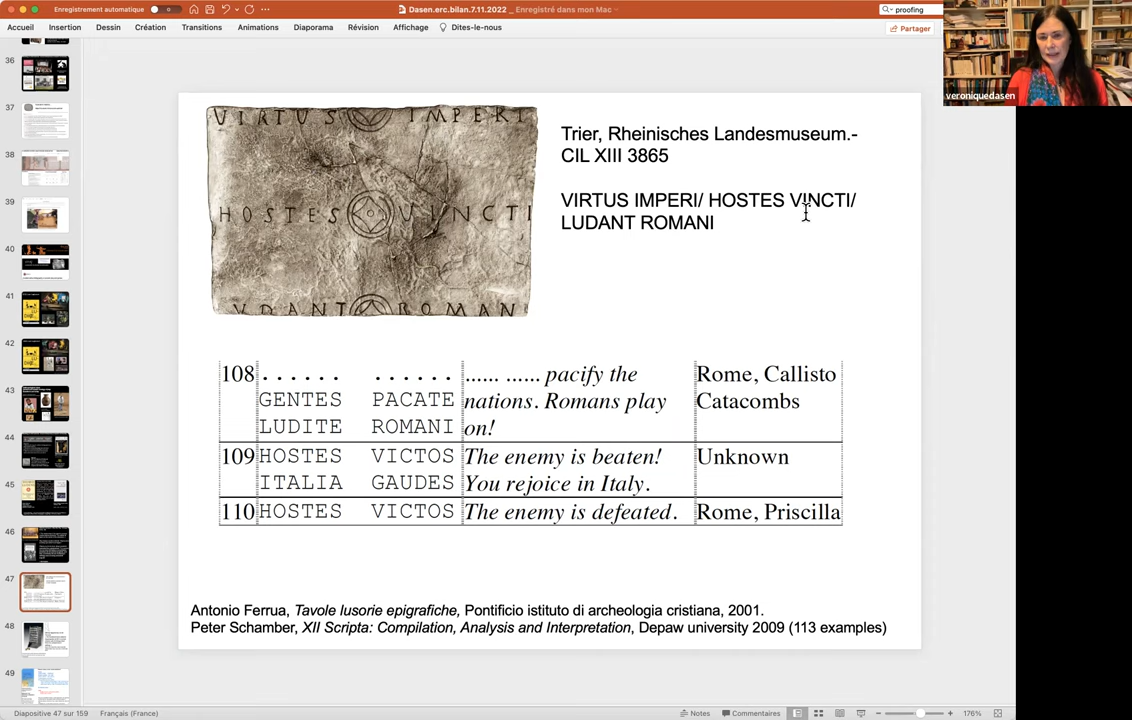 Enregistrement automatique
Dasen.erc.bilan.7.11.2022 _ Enregistré dans mon Mac
proofing
Accueil Insertion Dessin Création Transitions Animations Diaporama Révision Affichage Dites-le-nous
Partager
veroniquedasen
36
37
38
39
40
41
42
43
44
45
46
47
48
49
VIRTUS IMPERI
HOSTES VINCTI
LVDANT ROMAN
Trier, Rheinisches Landesmuseum.-
CIL XIII 3865
VIRTUS IMPERI/ HOSTES VINCTI/
LUDANT ROMANI
108 . . . . . . . . . . . . ...... ...... pacify the Rome, Callisto
GENTES PACATE nations. Romans play Catacombs
LUDITE ROMANI on!
109 HOSTES VICTOS The enemy is beaten! Unknown
ITALIA GAUDES You rejoice in Italy.
110 HOSTES VICTOS The enemy is defeated. Rome, Priscilla
Antonio Ferrua, Tavole lusorie epigrafiche, Pontificio istituto di archeologia cristiana, 2001.
Peter Schamber, XII Scripta: Compilation, Analysis and Interpretation, Depaw university 2009 (113 examples)
Diapositive 47 sur 159 Français (France) Notes Commentaires 176%